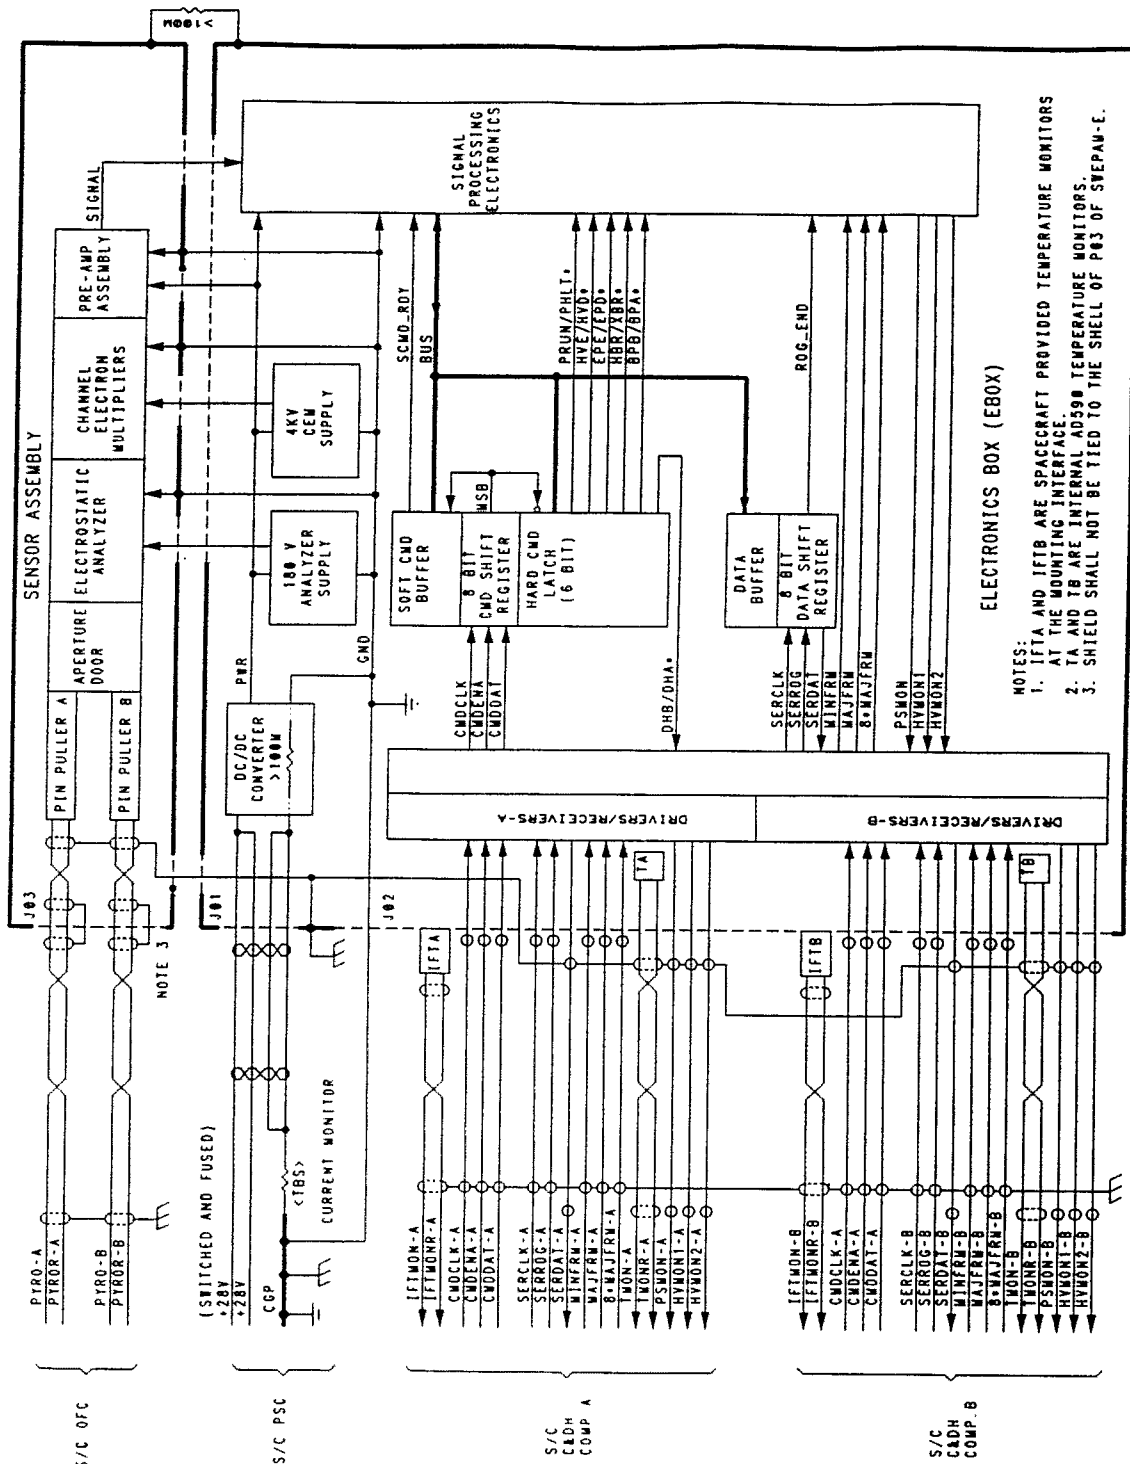 >100M
SENSOR ASSEMBLY
PIN PULLER A
PIN PULLER B
APERTURE
DOOR
ELECTROSTATIC
ANALYZER
CHANNEL
ELECTRON
MULTIPLIERS
PRE-AMP
ASSEMBLY
SIGNAL
J03
NOTE 3
J01
J02
PYRO-A
PYROR-A
PYRO-B
PYROR-B
S/C OFC
(SWITCHED AND FUSED)
+28V
+28V
CGP
<TBS>
CURRENT MONITOR
S/C PSC
DC/DC
CONVERTER
>100M
PWR
GND
180 V
ANALYZER
SUPPLY
4KV
CEM
SUPPLY
SIGNAL
PROCESSING
ELECTRONICS
SCMD_RDY
BUS
SOFT CMD
BUFFER
8 BIT
CMD SHIFT
REGISTER
MSB
HARD CMD
LATCH
(6 BIT)
PRUN/PHLT*
HVE/HVD*
EPE/EPD*
HBR/XBR*
BPB/BPA*
CMDCLK
CMDENA
CMDDAT
DHB/DHA*
DATA
BUFFER
8 BIT
DATA SHIFT
REGISTER
ROG_END
SERCLK
SERROG
SERDAT
MINFRM
MAJFRM
8*MAJFRM
PSMON
HVMON1
HVMON2
DRIVERS/RECEIVERS-A
DRIVERS/RECEIVERS-B
IFTA
TA
IFTB
TB
IFTMON-A
IFTMONR-A
CMDCLK-A
CMDENA-A
CMDDAT-A
SERCLK-A
SERROG-A
SERDAT-A
MINFRM-A
MAJFRM-A
8*MAJFRM-A
TMON-A
TMONR-A
PSMON-A
HVMON1-A
HVMON2-A
S/C
C&DH
COMP A
IFTMON-B
IFTMONR-B
CMDCLK-A
CMDENA-A
CMDDAT-A
SERCLK-B
SERROG-B
SERDAT-B
MINFRM-B
MAJFRM-B
8*MAJFRM-B
TMON-B
TMONR-B
PSMON-B
HVMON1-B
HVMON2-B
S/C
C&DH
COMP.B
ELECTRONICS BOX (EBOX)
NOTES:
1. IFTA AND IFTB ARE SPACECRAFT PROVIDED TEMPERATURE MONITORS
AT THE MOUNTING INTERFACE.
2. TA AND TB ARE INTERNAL AD590 TEMPERATURE MONITORS.
3. SHIELD SHALL NOT BE TIED TO THE SHELL OF P03 OF SWEPAM-E.